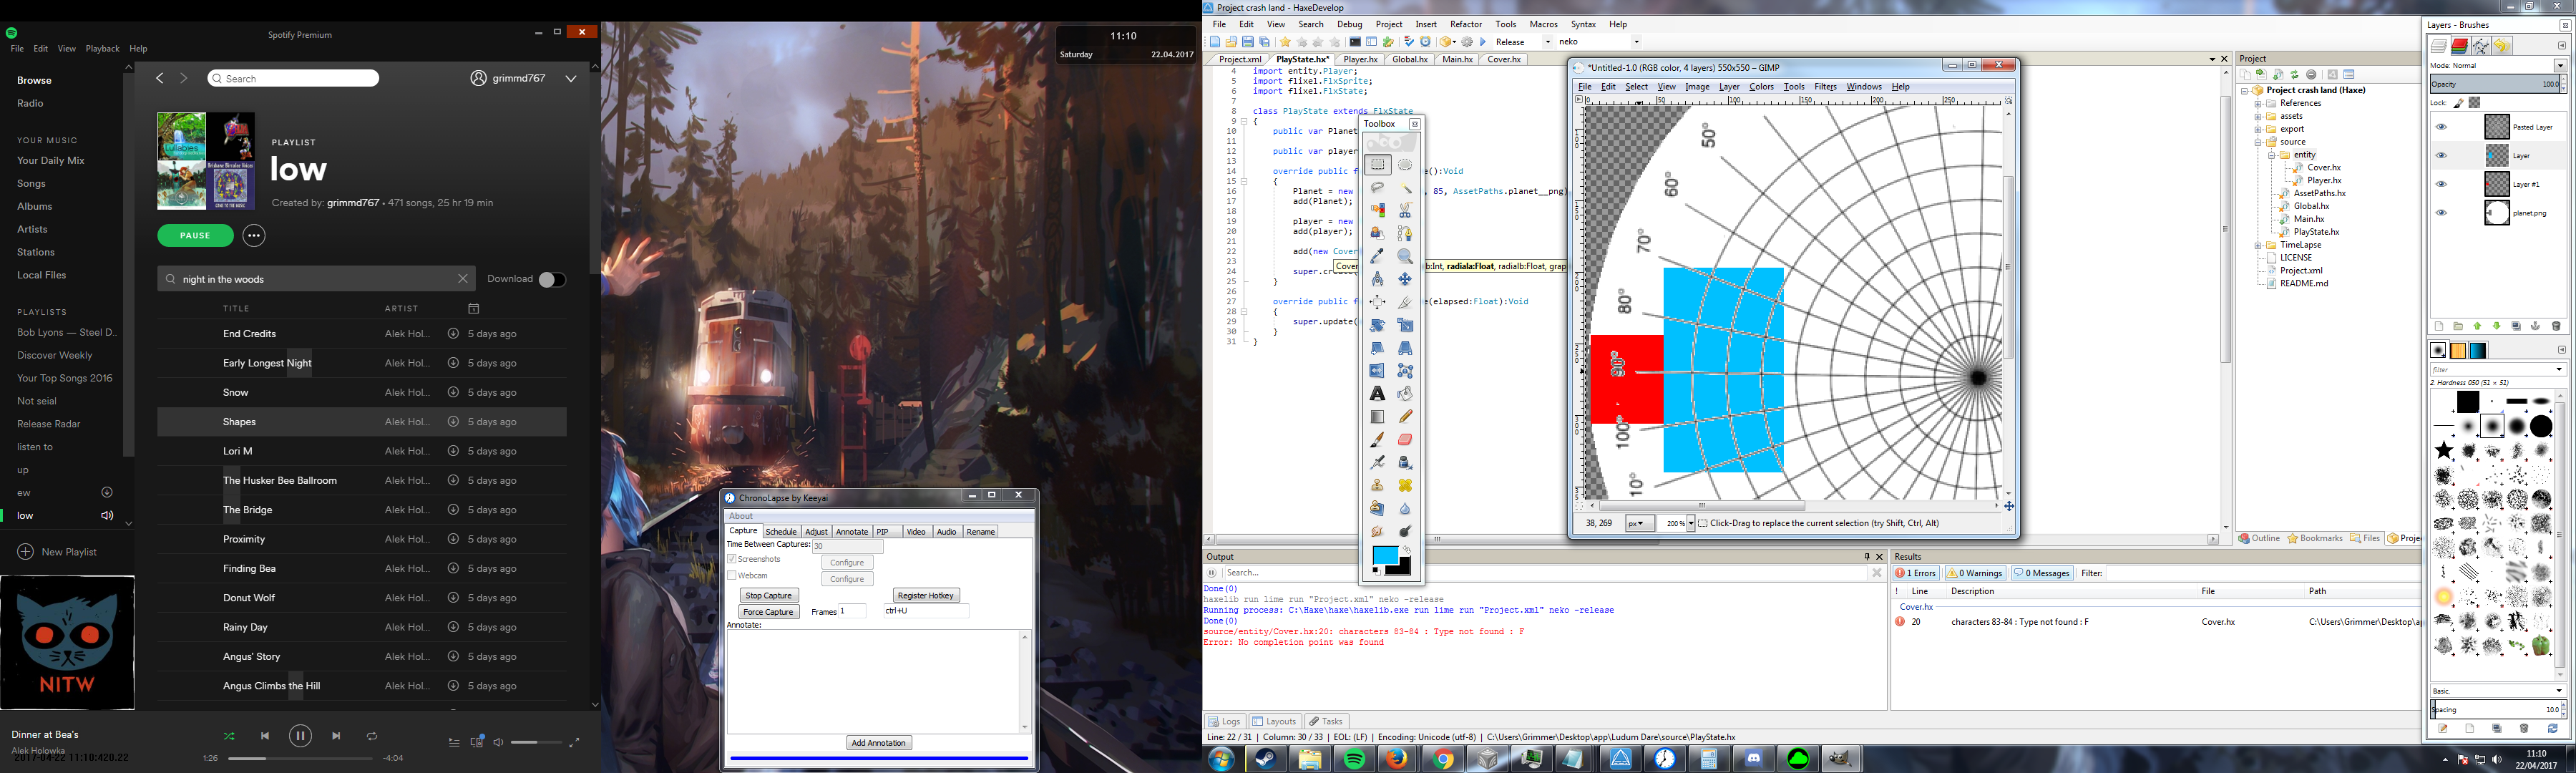 Spotify Premium
File Edit View Playback Help
Browse
Radio
YOUR MUSIC
Your Daily Mix
Songs
Albums
Artists
Stations
Local Files
PLAYLISTS
Bob Lyons — Steel D..
Discover Weekly
Your Top Songs 2016
Not seial
Release Radar
listen to
up
ew
low
New Playlist
NITW
Search
grimmd767
PLAYLIST
low
Created by: grimmd767 • 471 songs, 25 hr 19 min
PAUSE
night in the woods
Download
TITLE ARTIST
End Credits Alek Hol... 5 days ago
Early Longest Night Alek Hol... 5 days ago
Snow Alek Hol... 5 days ago
Shapes Alek Hol... 5 days ago
Lori M Alek Hol... 5 days ago
The Husker Bee Ballroom Alek Hol... 5 days ago
The Bridge Alek Hol... 5 days ago
Proximity Alek Hol... 5 days ago
Finding Bea Alek Hol... 5 days ago
Donut Wolf Alek Hol... 5 days ago
Rainy Day Alek Hol... 5 days ago
Angus' Story Alek Hol... 5 days ago
Angus Climbs the Hill Alek Hol... 5 days ago
Dinner at Bea's
Alek Holowka
2017-04-22 11:10:420.22
1:26 -4:04
11:10
Saturday 22.04.2017
ChronoLapse by Keeyai
About
Capture Schedule Adjust Annotate PIP Video Audio Rename
Time Between Captures: 30
Screenshots Configure
Webcam Configure
Stop Capture Register Hotkey
Force Capture Frames 1 ctrl+U
Annotate:
Add Annotation
Project crash land - HaxeDevelop
File Edit View Search Debug Project Insert Refactor Tools Macros Syntax Help
Release neko
Project.xml PlayState.hx* Player.hx Global.hx Main.hx Cover.hx
4 import entity.Player;
5 import flixel.FlxSprite;
6 import flixel.FlxState;
7
8 class PlayState extends FlxState
9 {
10 public var Planet
11
12 public var player
13
14 override public f e():Void
15 {
16 Planet = new , 85, AssetPaths.planet__png)
17 add(Planet);
18
19 player = new
20 add(player);
21
22 add(new Cover
23 Cover b:Int, radiala:Float, radialb:Float, grap
24 super.cr
25 }
26
27 override public f e(elapsed:Float):Void
28 {
29 super.update(
30 }
31 }
Toolbox
*Untitled-1.0 (RGB color, 4 layers) 550x550 – GIMP
File Edit Select View Image Layer Colors Tools Filters Windows Help
0 50 100 150 200 250
50°
60°
70°
80°
90°
100°
10°
38, 269 px 200 % Click-Drag to replace the current selection (try Shift, Ctrl, Alt)
Project
Project crash land (Haxe)
References
assets
export
source
entity
Cover.hx
Player.hx
AssetPaths.hx
Global.hx
Main.hx
PlayState.hx
TimeLapse
LICENSE
Project.xml
README.md
Outline Bookmarks Files Projec
Output
Search...
Done(0)
haxelib run lime run "Project.xml" neko -release
Running process: C:\Haxe\haxe\haxelib.exe run lime run "Project.xml" neko -release
Done(0)
source/entity/Cover.hx:20: characters 83-84 : Type not found : F
Error: No completion point was found
Results
1 Errors 0 Warnings 0 Messages Filter:
! Line Description File Path
Cover.hx
20 characters 83-84 : Type not found : F Cover.hx C:\Users\Grimmer\Desktop\ap
Logs Layouts Tasks
Line: 22 / 31 | Column: 30 / 33 | EOL: (LF) | Encoding: Unicode (utf-8) | C:\Users\Grimmer\Desktop\app\Ludum Dare\source\PlayState.hx
Layers - Brushes
Mode: Normal
Opacity 100.0
Lock:
Pasted Layer
Layer
Layer #1
planet.png
filter
2. Hardness 050 (51 × 51)
Basic,
Spacing 10.0
11:10
22/04/2017